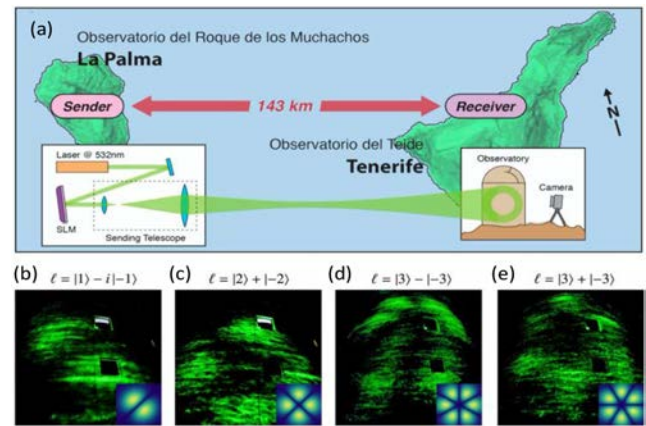 (a)
Observatorio del Roque de los Muchachos
La Palma
Sender
143 km
Receiver
N
Observatorio del Teide
Tenerife
Laser @ 532nm
SLM
Sending Telescope
Observatory
Camera
(b) (c) (d) (e)
ℓ = |1⟩ − i|−1⟩ ℓ = |2⟩ + |−2⟩ ℓ = |3⟩ − |−3⟩ ℓ = |3⟩ + |−3⟩